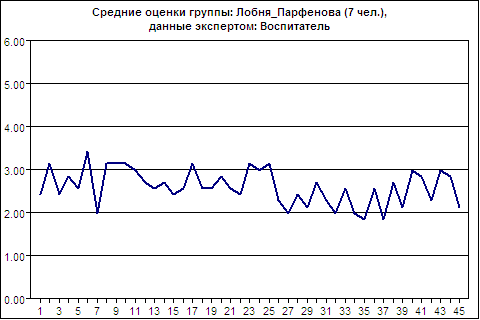 Средние оценки группы: Лобня_Парфенова (7 чел.),
данные экспертом: Воспитатель
6.00
5.00
4.00
3.00
2.00
1.00
0.00
1 3 5 7 9 11 13 15 17 19 21 23 25 27 29 31 33 35 37 39 41 43 45